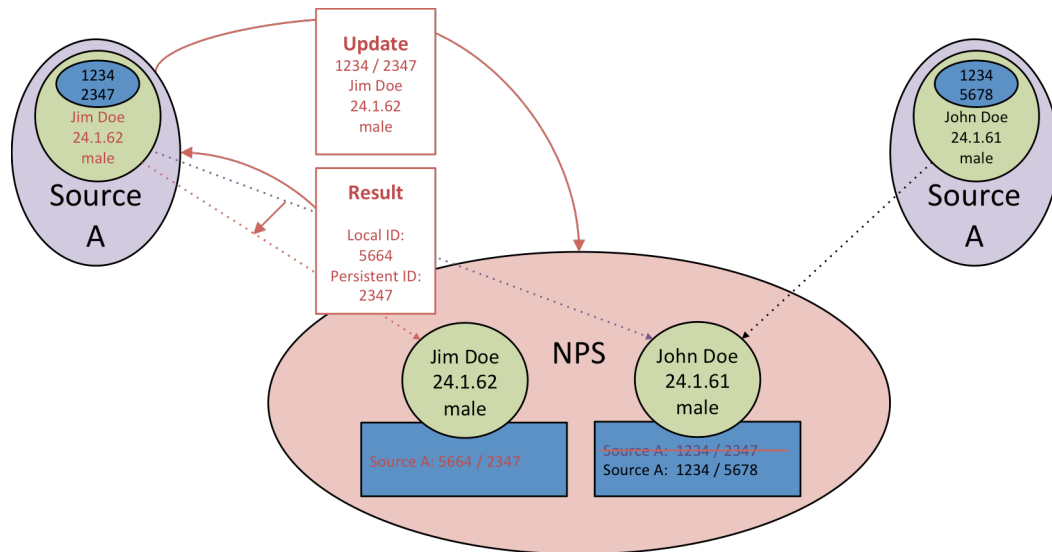 1234
2347
Jim Doe
24.1.62
male
Source
A
Update
1234 / 2347
Jim Doe
24.1.62
male
Result
Local ID:
5664
Persistent ID:
2347
1234
5678
John Doe
24.1.61
male
Source
A
NPS
Jim Doe
24.1.62
male
Source A: 5664 / 2347
John Doe
24.1.61
male
Source A: 1234 / 2347
Source A: 1234 / 5678